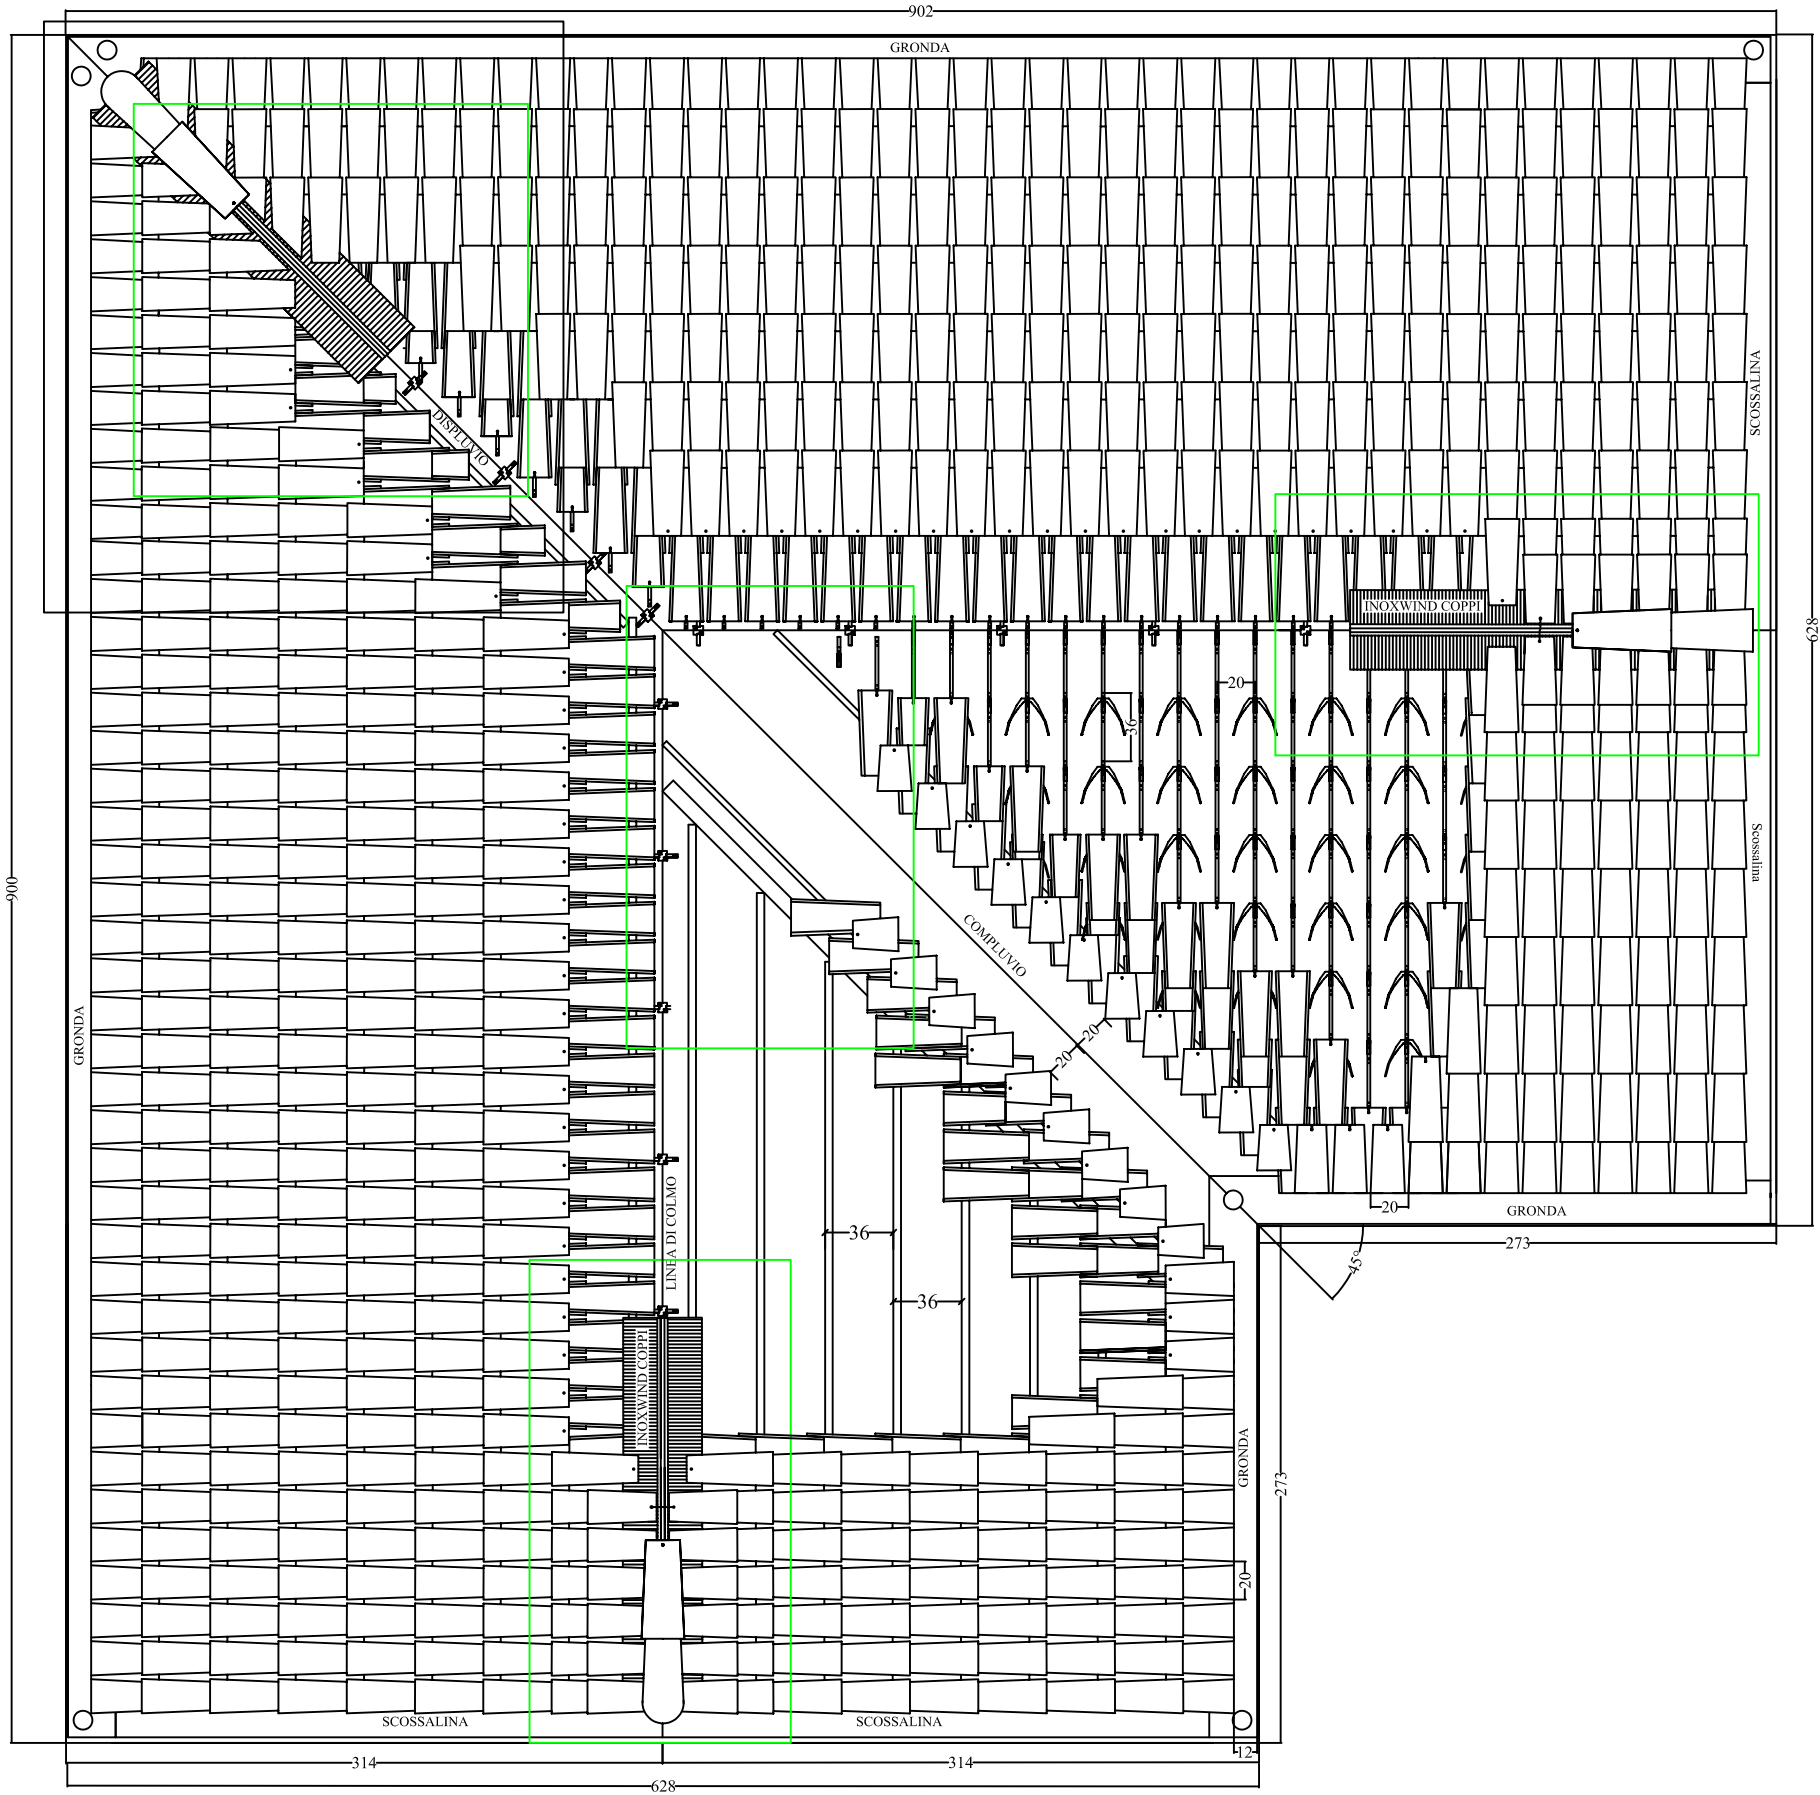 902
GRONDA
SCOSSALINA
DISPLUVIO
INOXWIND COPPI
628
20
36
Scossalina
900
COMPLUVIO
GRONDA
20
20
LINEA DI COLMO
20
GRONDA
36
273
45°
36
INOXWIND COPPI
GRONDA
273
20
SCOSSALINA
SCOSSALINA
12
314
314
628